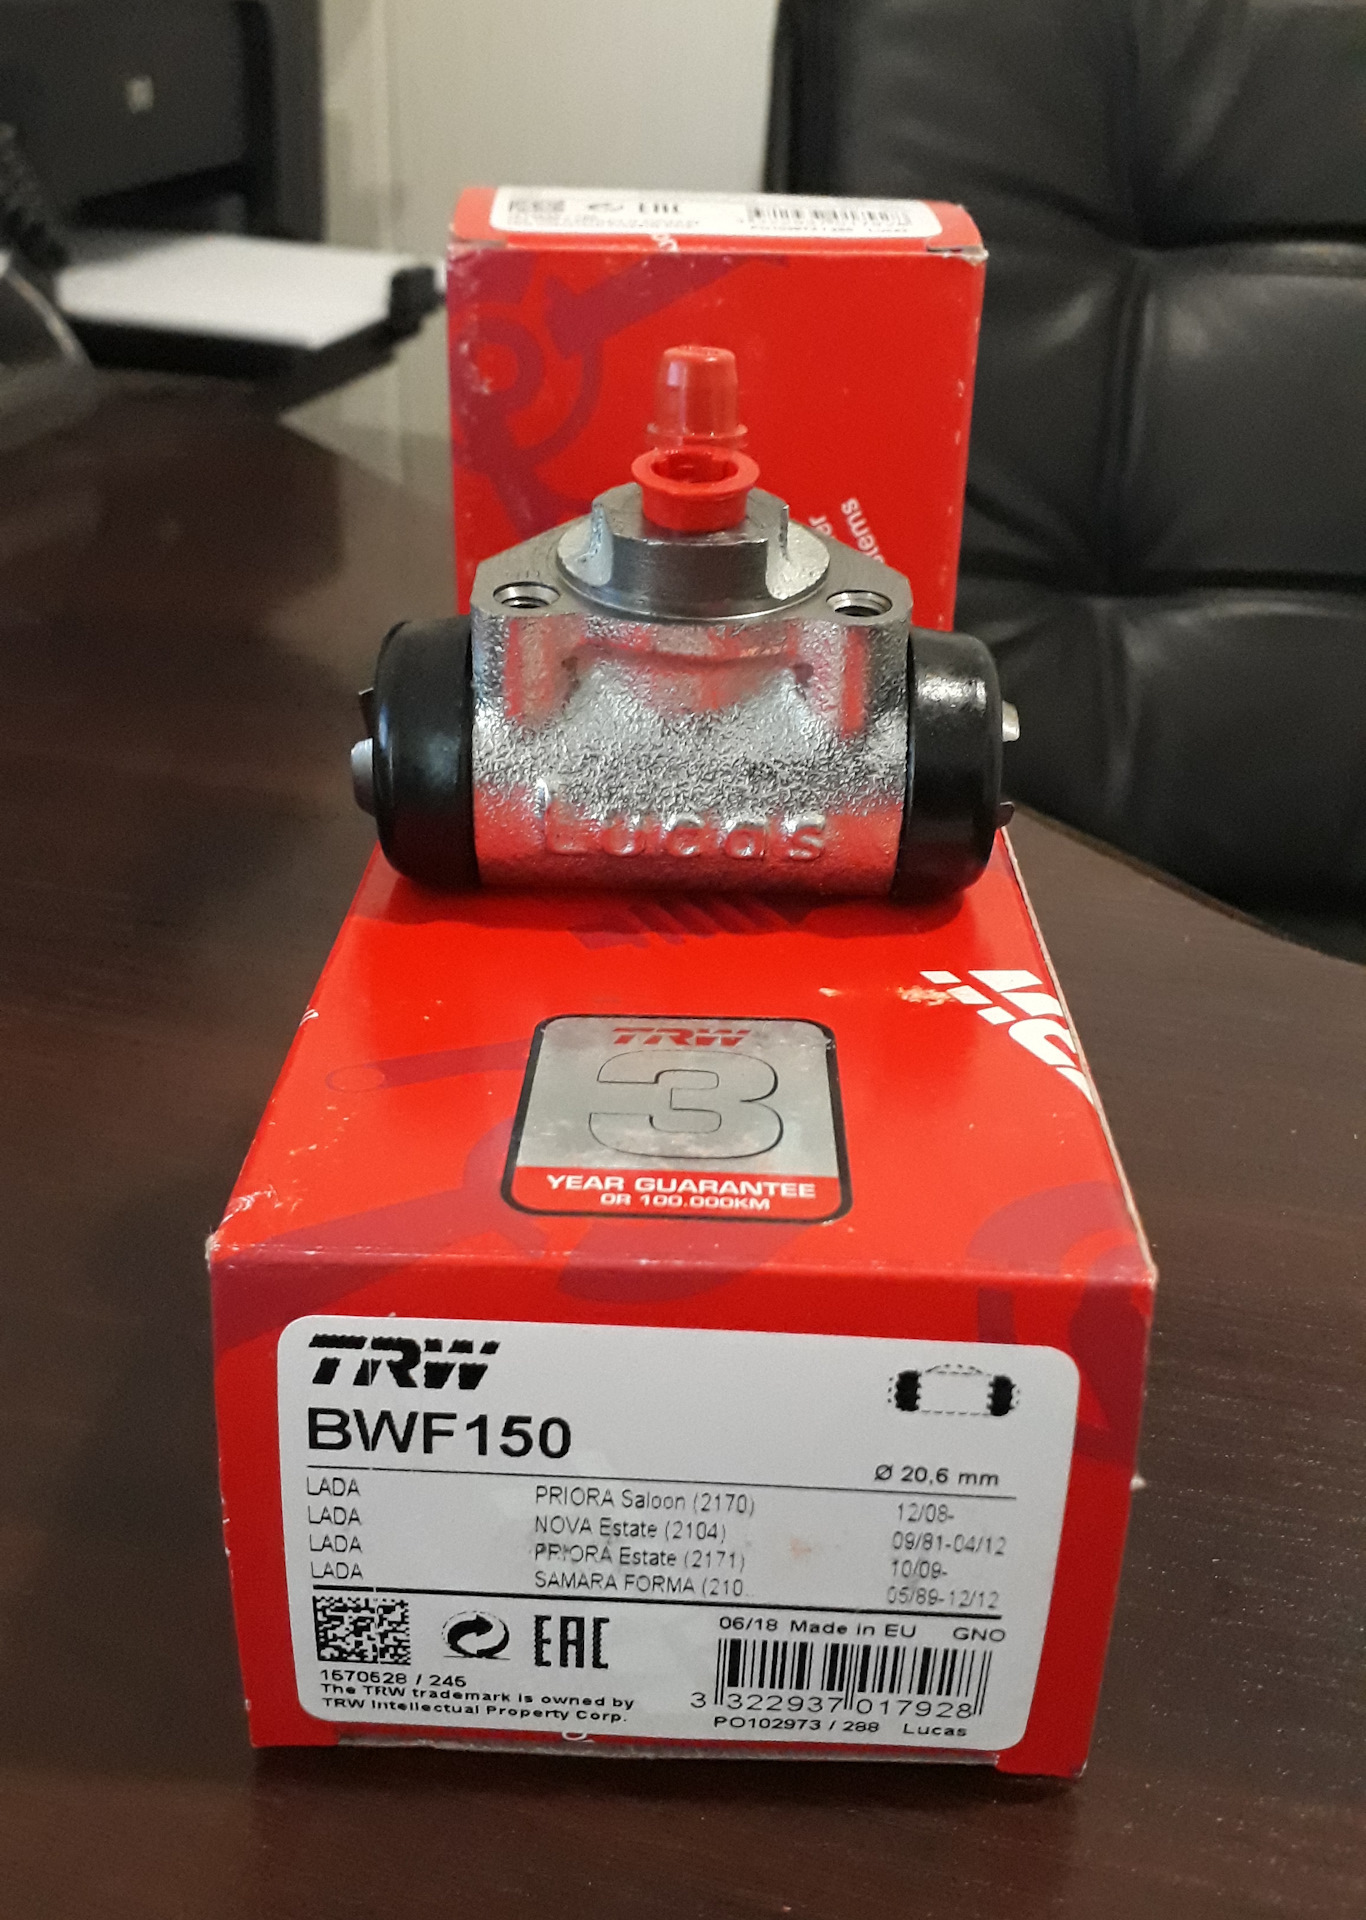 EAC
stems
Lucas
TRW
3
YEAR GUARANTEE
OR 100.000KM
TRW
BWF150
Ø 20,6 mm
LADA PRIORA Saloon (2170) 12/08-
LADA NOVA Estate (2104) 09/81-04/12
LADA PRIORA Estate (2171) 10/09-
LADA SAMARA FORMA (210... 05/89-12/12
EAC
06/18 Made in EU GNO
1570528 / 245
The TRW trademark is owned by
TRW Intellectual Property Corp.
3 322937 017928
PO102973 / 288 Lucas